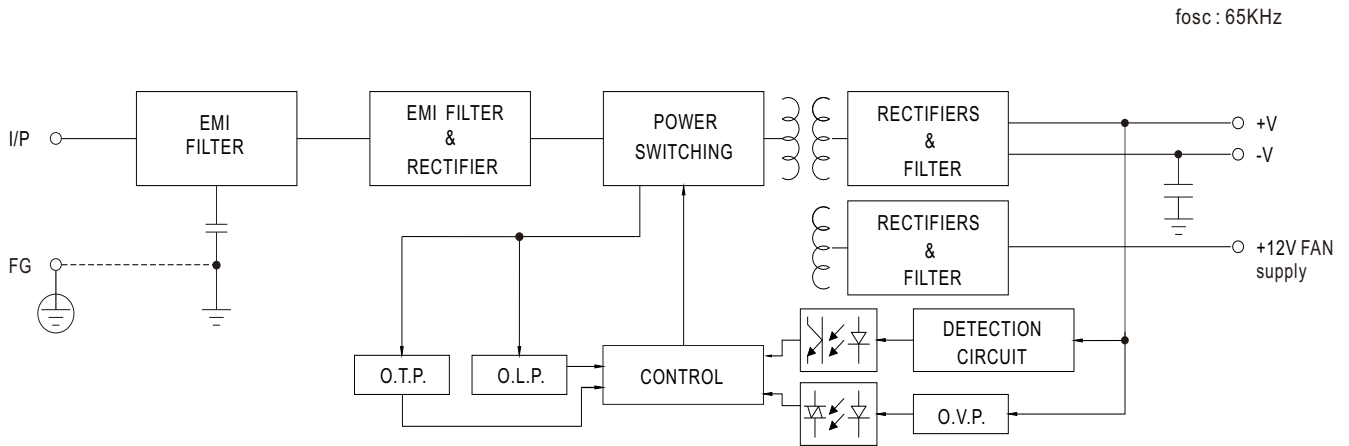 fosc : 65KHz
I/P
EMI
FILTER
EMI FILTER
&
RECTIFIER
POWER
SWITCHING
RECTIFIERS
&
FILTER
+V
-V
RECTIFIERS
&
FILTER
+12V FAN
supply
FG
O.T.P.
O.L.P.
CONTROL
DETECTION
CIRCUIT
O.V.P.